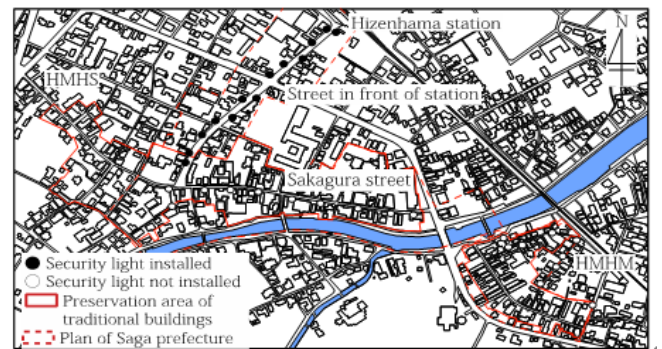 Hizenhama station
N
HMHS
Street in front of station
Sakagura street
HMHM
Security light installed
Security light not installed
Preservation area of
traditional buildings
Plan of Saga prefecture